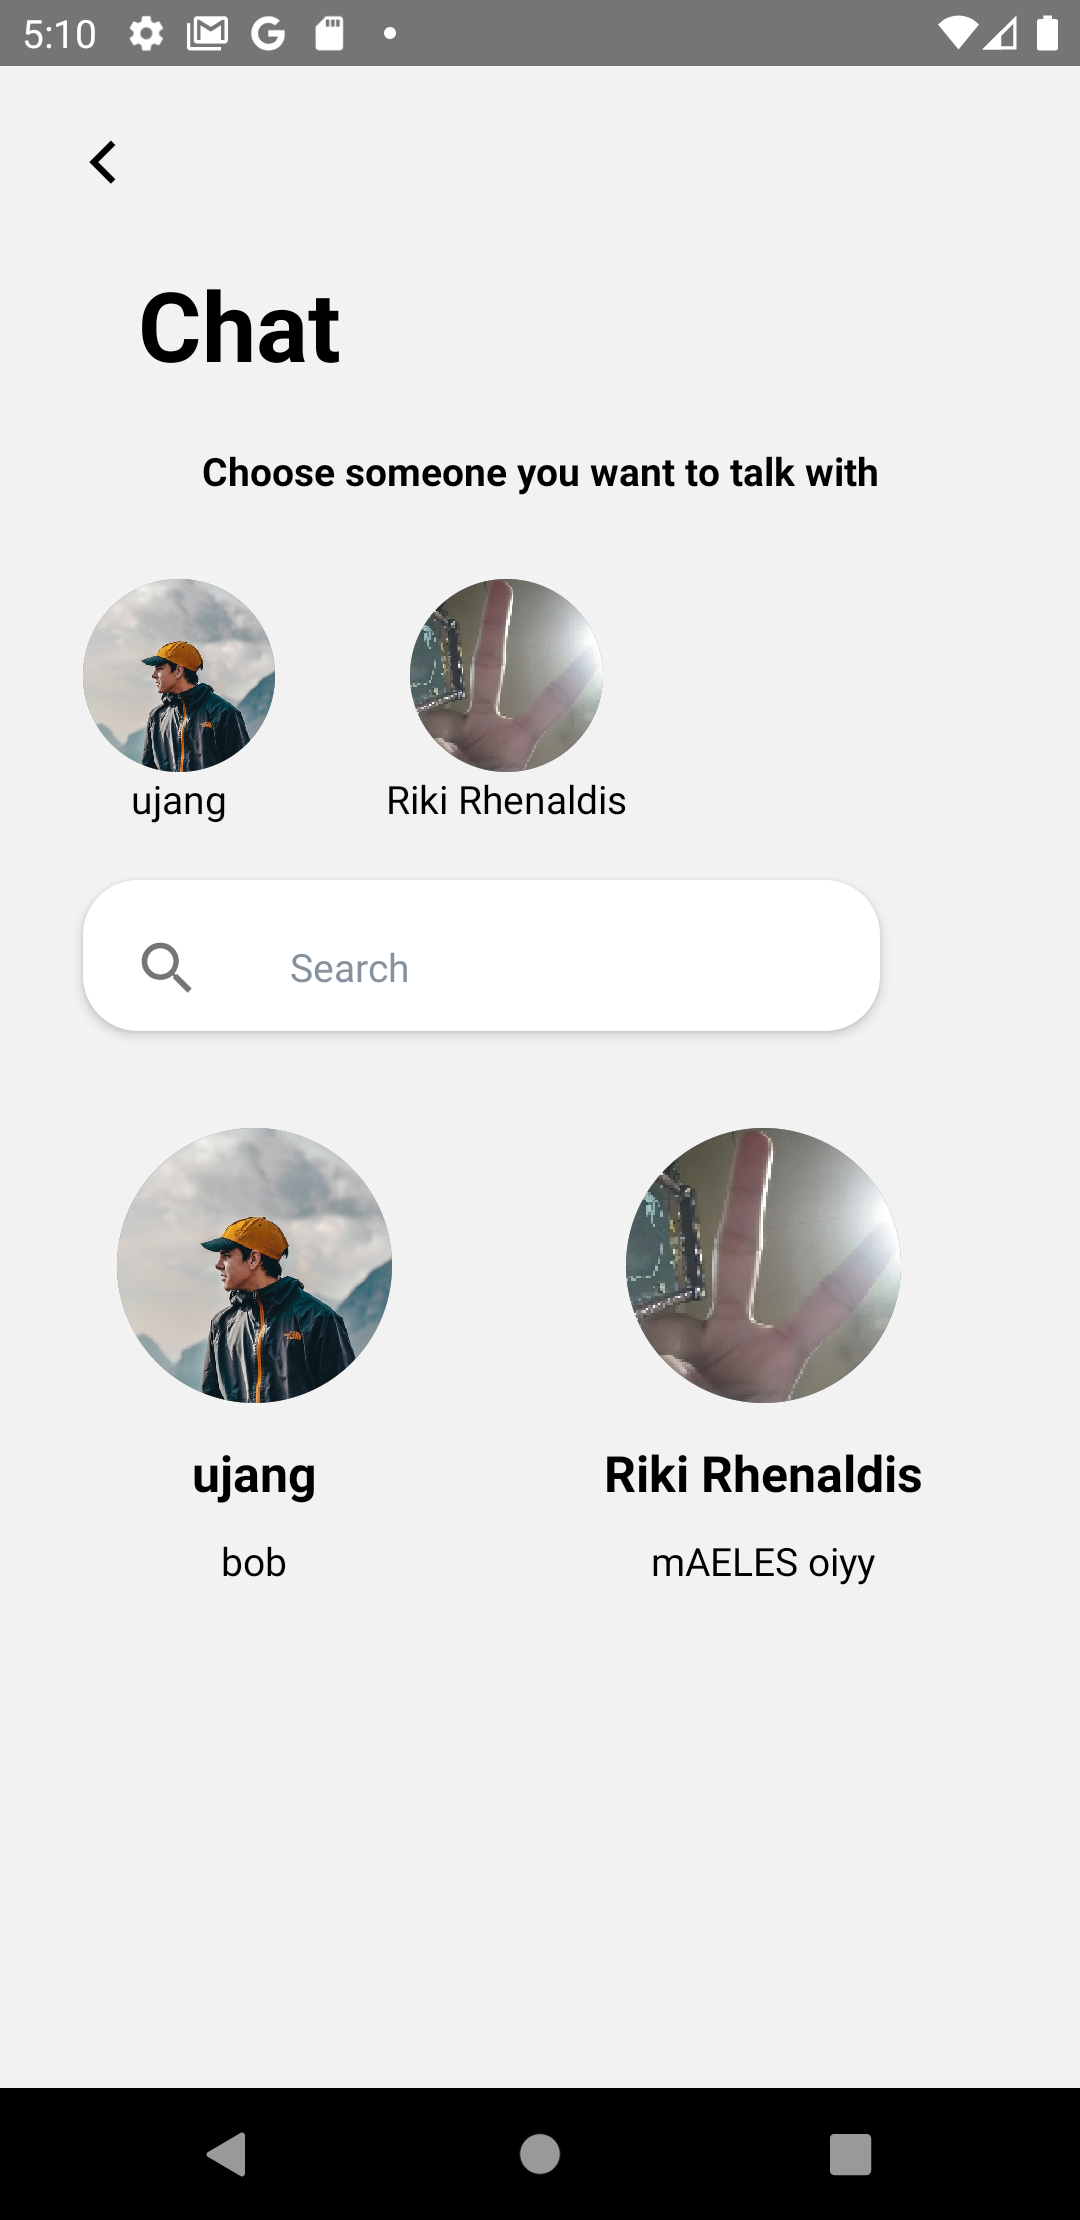 5:10
Chat
Choose someone you want to talk with
ujang
Riki Rhenaldis
Search
ujang
Riki Rhenaldis
bob
mAELES oiyy